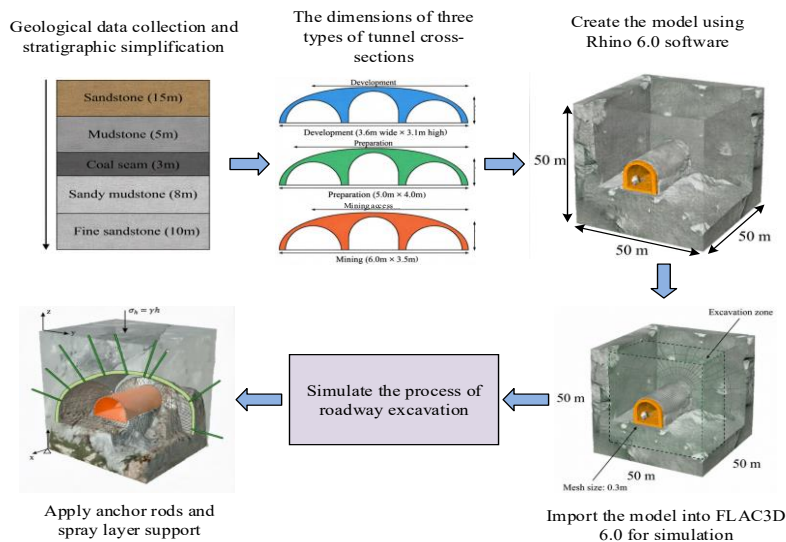 Geological data collection and
stratigraphic simplification
Sandstone (15m)
Mudstone (5m)
Coal seam (3m)
Sandy mudstone (8m)
Fine sandstone (10m)
The dimensions of three
types of tunnel cross-
sections
Development
Development (3.6m wide × 3.1m high)
Preparation
Preparation (5.0m × 4.0m)
Mining access
Mining (6.0m × 3.5m)
Create the model using
Rhino 6.0 software
50 m
50 m
50 m
Excavation zone
50 m
50 m
50 m
Mesh size: 0.3m
Import the model into FLAC3D
6.0 for simulation
Simulate the process of
roadway excavation
z
σh = γh
y
x
Apply anchor rods and
spray layer support